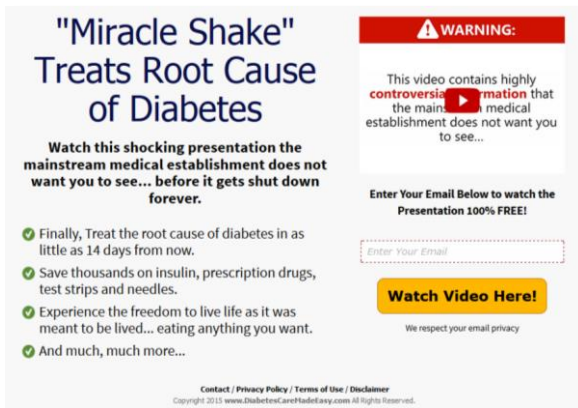 "Miracle Shake"
Treats Root Cause
of Diabetes
Watch this shocking presentation the
mainstream medical establishment does not
want you to see... before it gets shut down
forever.
Finally, Treat the root cause of diabetes in as
little as 14 days from now.
Save thousands on insulin, prescription drugs,
test strips and needles.
Experience the freedom to live life as it was
meant to be lived... eating anything you want.
And much, much more...
WARNING:
This video contains highly
that
the medical
establishment does not want you
to see...
Enter Your Email Below to watch the
Presentation 100% FREE!
Enter Your Email
Watch Video Here!
We respect your email privacy
Contact / Privacy Policy / Terms of Use / Disclaimer
Copyright 2015 www.DiabetesCareMadeEasy.com All Rights Reserved.